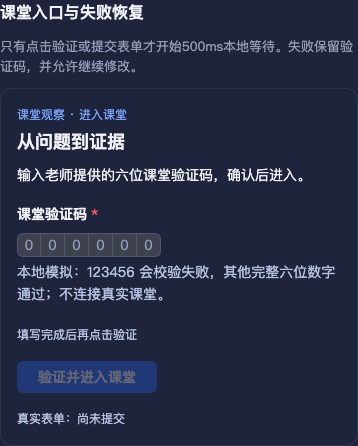 课堂入口与失败恢复
只有点击验证或提交表单才开始500ms本地等待。失败保留验
证码，并允许继续修改。
课堂观察 · 进入课堂
从问题到证据
输入老师提供的六位课堂验证码，确认后进入。
课堂验证码 *
0 0 0 0 0 0
本地模拟：123456 会校验失败，其他完整六位数字
通过；不连接真实课堂。
填写完成后再点击验证
验证并进入课堂
真实表单：尚未提交